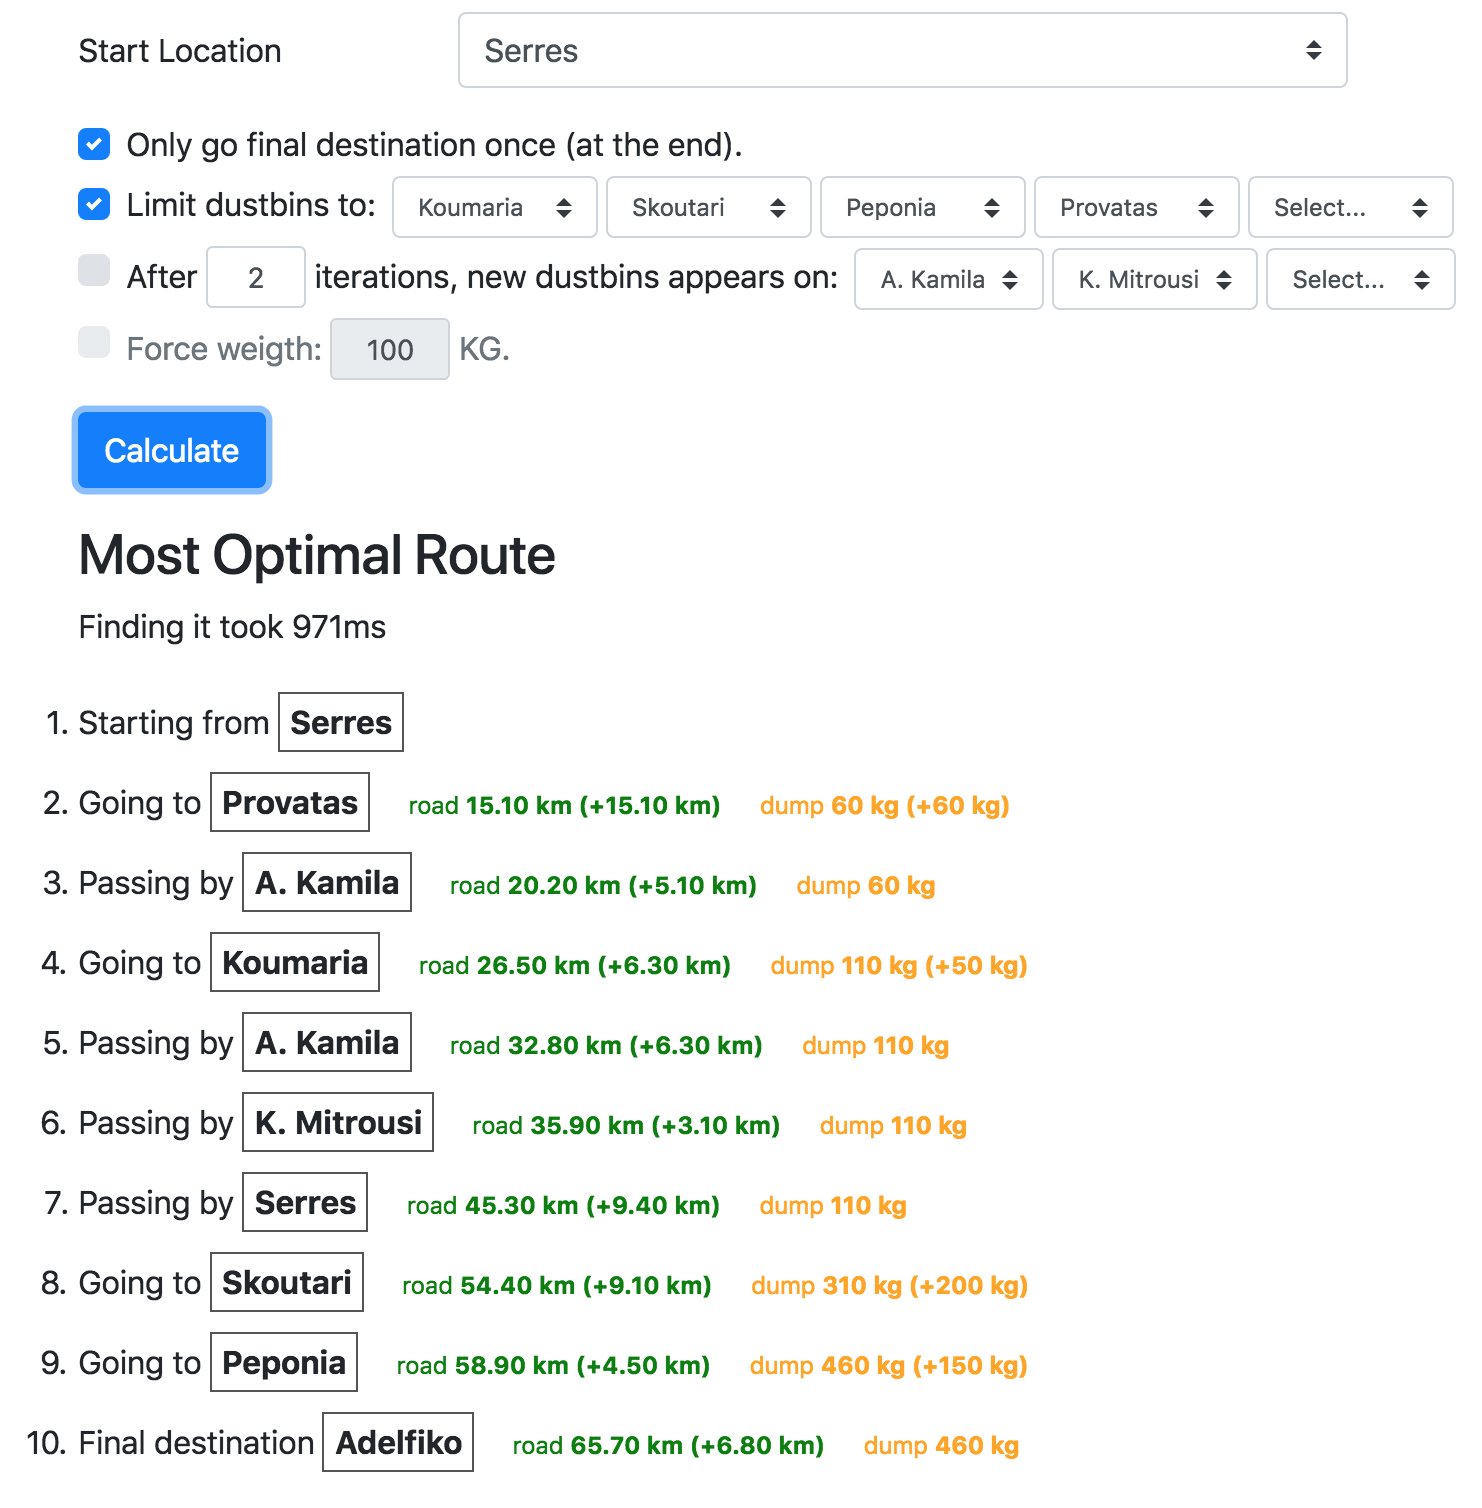 Start Location Serres
Only go final destination once (at the end).
Limit dustbins to: Koumaria Skoutari Peponia Provatas Select...
After 2 iterations, new dustbins appears on: A. Kamila K. Mitrousi Select...
Force weigth: 100 KG.
Calculate
Most Optimal Route
Finding it took 971ms
1. Starting from Serres
2. Going to Provatas road 15.10 km (+15.10 km) dump 60 kg (+60 kg)
3. Passing by A. Kamila road 20.20 km (+5.10 km) dump 60 kg
4. Going to Koumaria road 26.50 km (+6.30 km) dump 110 kg (+50 kg)
5. Passing by A. Kamila road 32.80 km (+6.30 km) dump 110 kg
6. Passing by K. Mitrousi road 35.90 km (+3.10 km) dump 110 kg
7. Passing by Serres road 45.30 km (+9.40 km) dump 110 kg
8. Going to Skoutari road 54.40 km (+9.10 km) dump 310 kg (+200 kg)
9. Going to Peponia road 58.90 km (+4.50 km) dump 460 kg (+150 kg)
10. Final destination Adelfiko road 65.70 km (+6.80 km) dump 460 kg